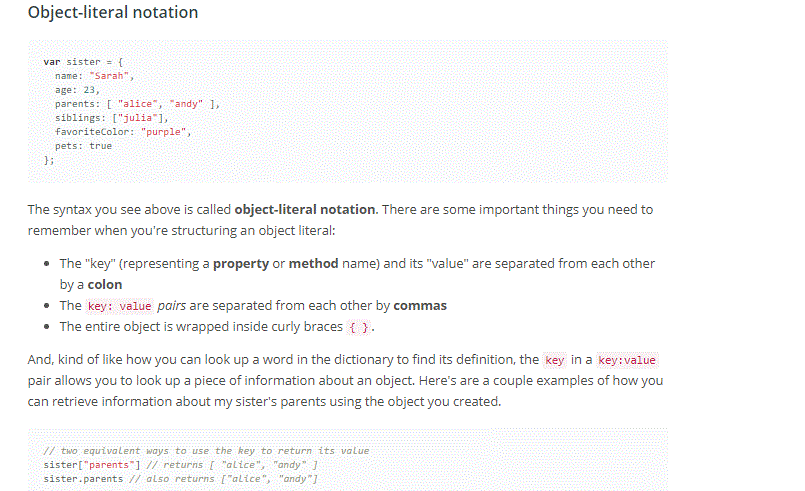 Object-literal notation
var sister = {
  name: "Sarah",
  age: 23,
  parents: [ "alice", "andy" ],
  siblings: ["julia"],
  favoriteColor: "purple",
  pets: true
};
The syntax you see above is called object-literal notation. There are some important things you need to
remember when you're structuring an object literal:
• The "key" (representing a property or method name) and its "value" are separated from each other
by a colon
• The key: value pairs are separated from each other by commas
• The entire object is wrapped inside curly braces { }.
And, kind of like how you can look up a word in the dictionary to find its definition, the key in a key:value
pair allows you to look up a piece of information about an object. Here's are a couple examples of how you
can retrieve information about my sister's parents using the object you created.
// two equivalent ways to use the key to return its value
sister["parents"] // returns [ "alice", "andy" ]
sister.parents // also returns ["alice", "andy"]